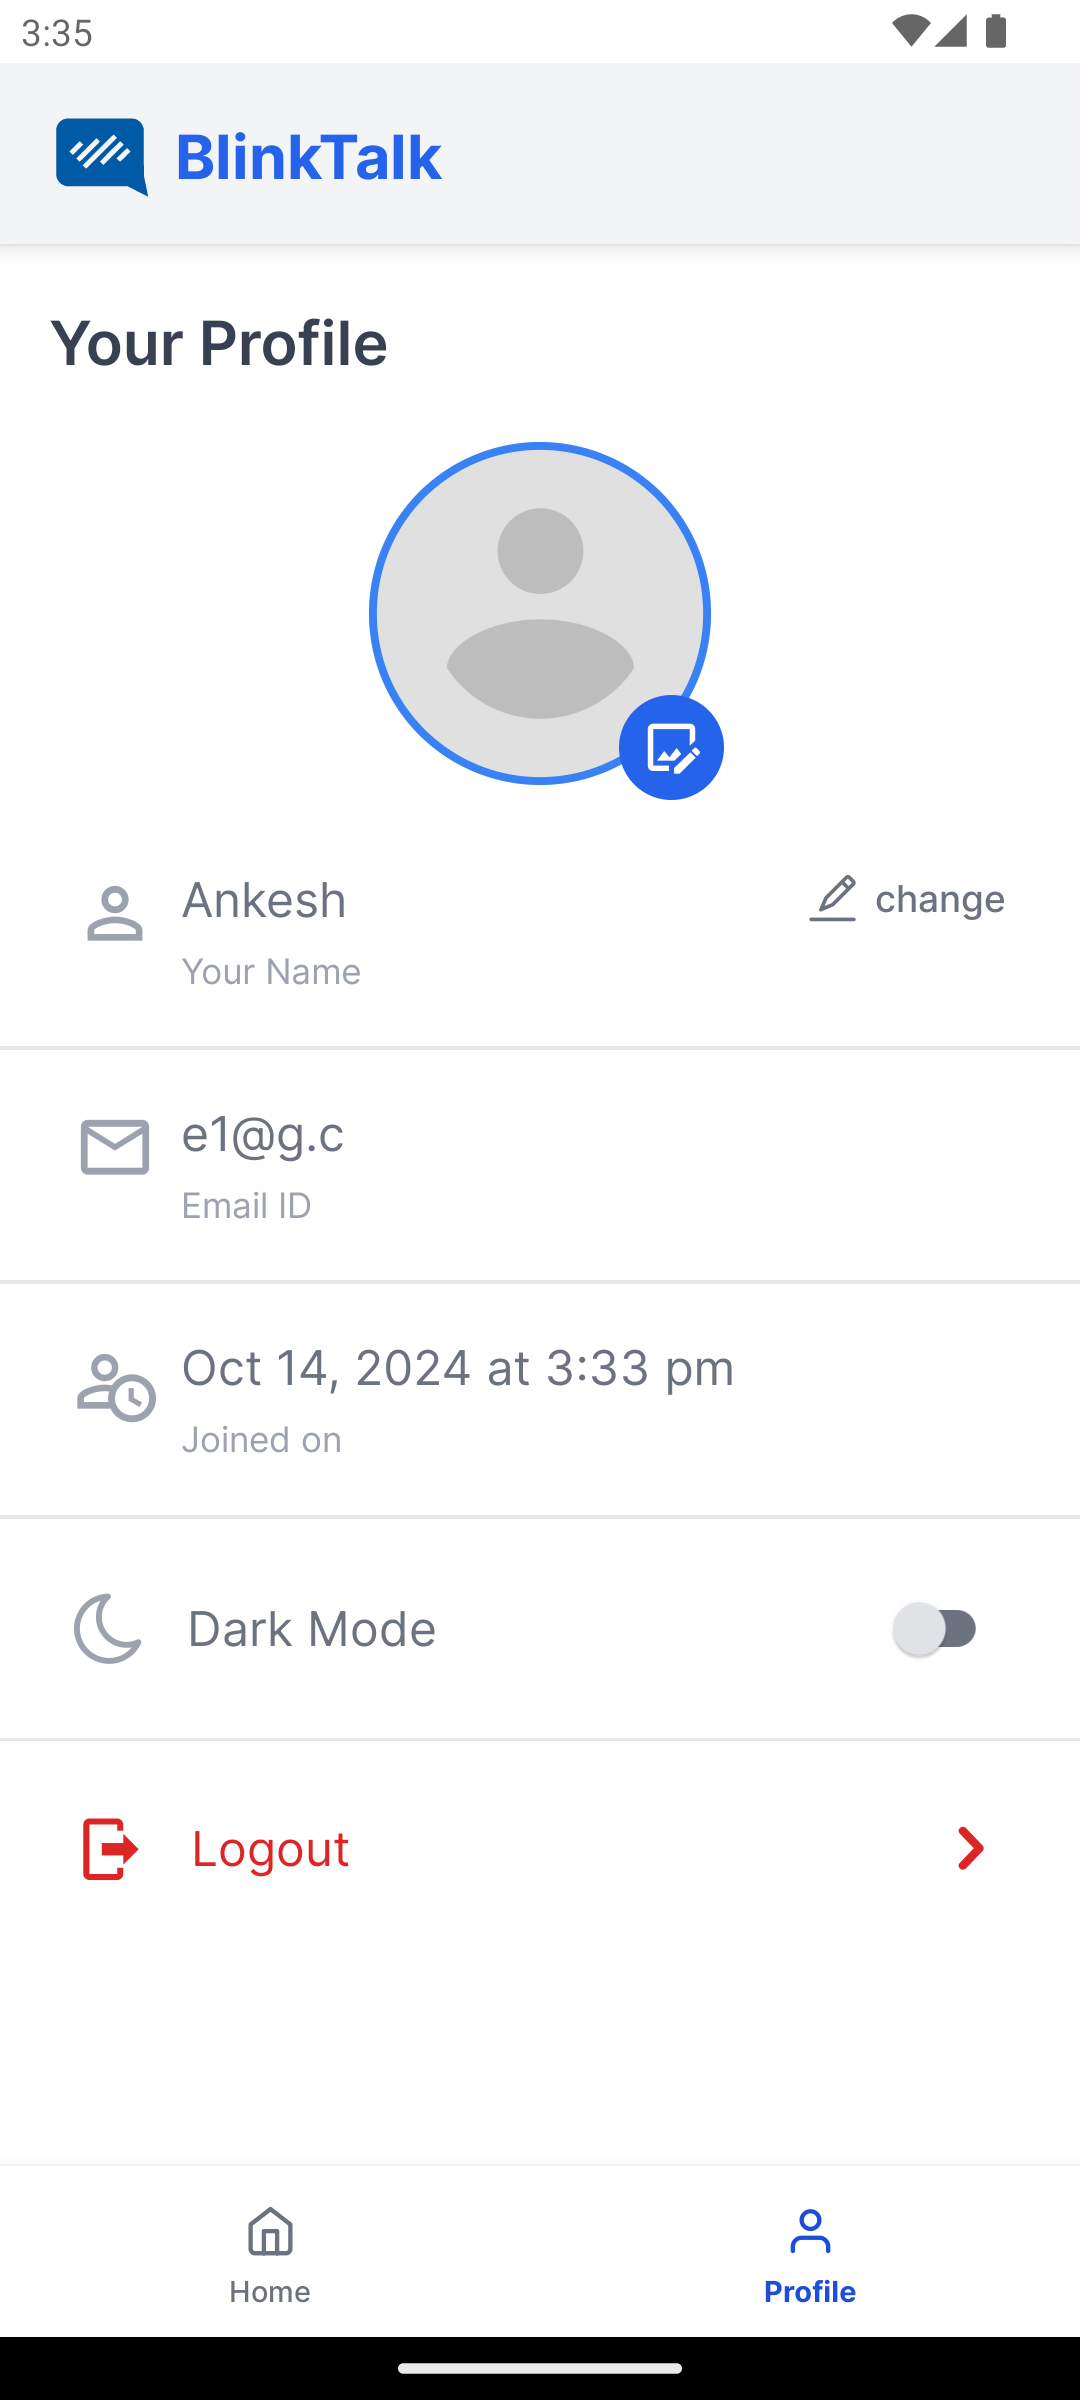 3:35
BlinkTalk
Your Profile
Ankesh
change
Your Name
e1@g.c
Email ID
Oct 14, 2024 at 3:33 pm
Joined on
Dark Mode
Logout
Home
Profile